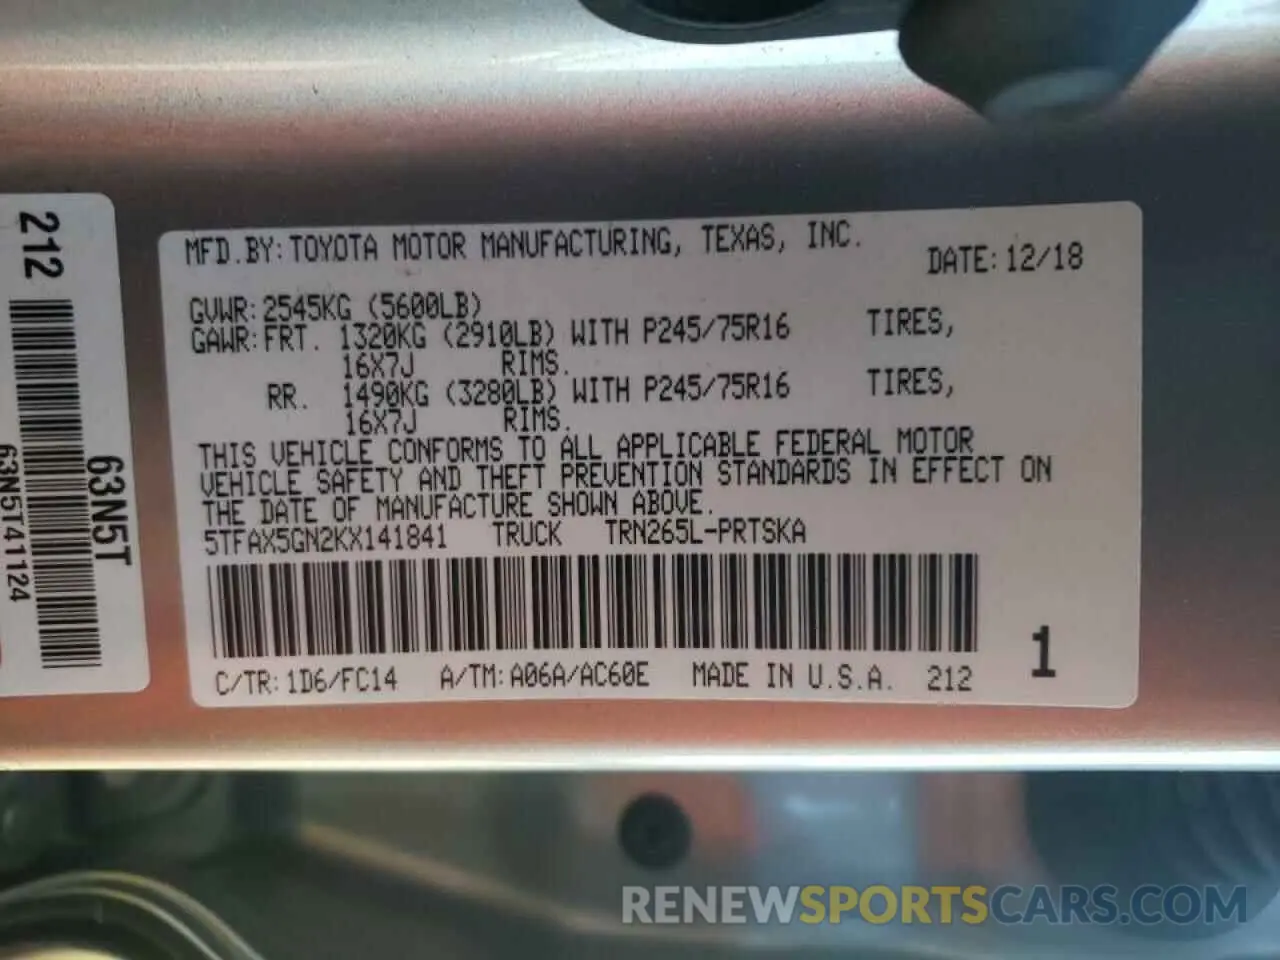 212
63N5T
63N5T41124
MFD.BY:TOYOTA MOTOR MANUFACTURING, TEXAS, INC.
DATE:12/18
GVWR:2545KG (5600LB)
GAWR:FRT. 1320KG (2910LB) WITH P245/75R16 TIRES,
16X7J RIMS.
RR. 1490KG (3280LB) WITH P245/75R16 TIRES,
16X7J RIMS.
THIS VEHICLE CONFORMS TO ALL APPLICABLE FEDERAL MOTOR
VEHICLE SAFETY AND THEFT PREVENTION STANDARDS IN EFFECT ON
THE DATE OF MANUFACTURE SHOWN ABOVE.
5TFAX5GN2KX141841 TRUCK TRN265L-PRTSKA
C/TR:1D6/FC14 A/TM:A06A/AC60E MADE IN U.S.A. 212
1
RENEWSPORTSCARS.COM